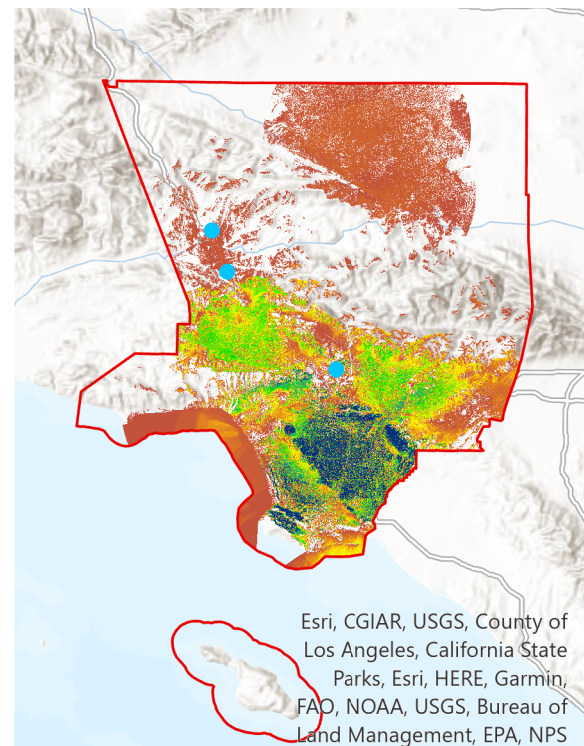 Esri, CGIAR, USGS, County of
Los Angeles, California State
Parks, Esri, HERE, Garmin,
FAO, NOAA, USGS, Bureau of
Land Management, EPA, NPS